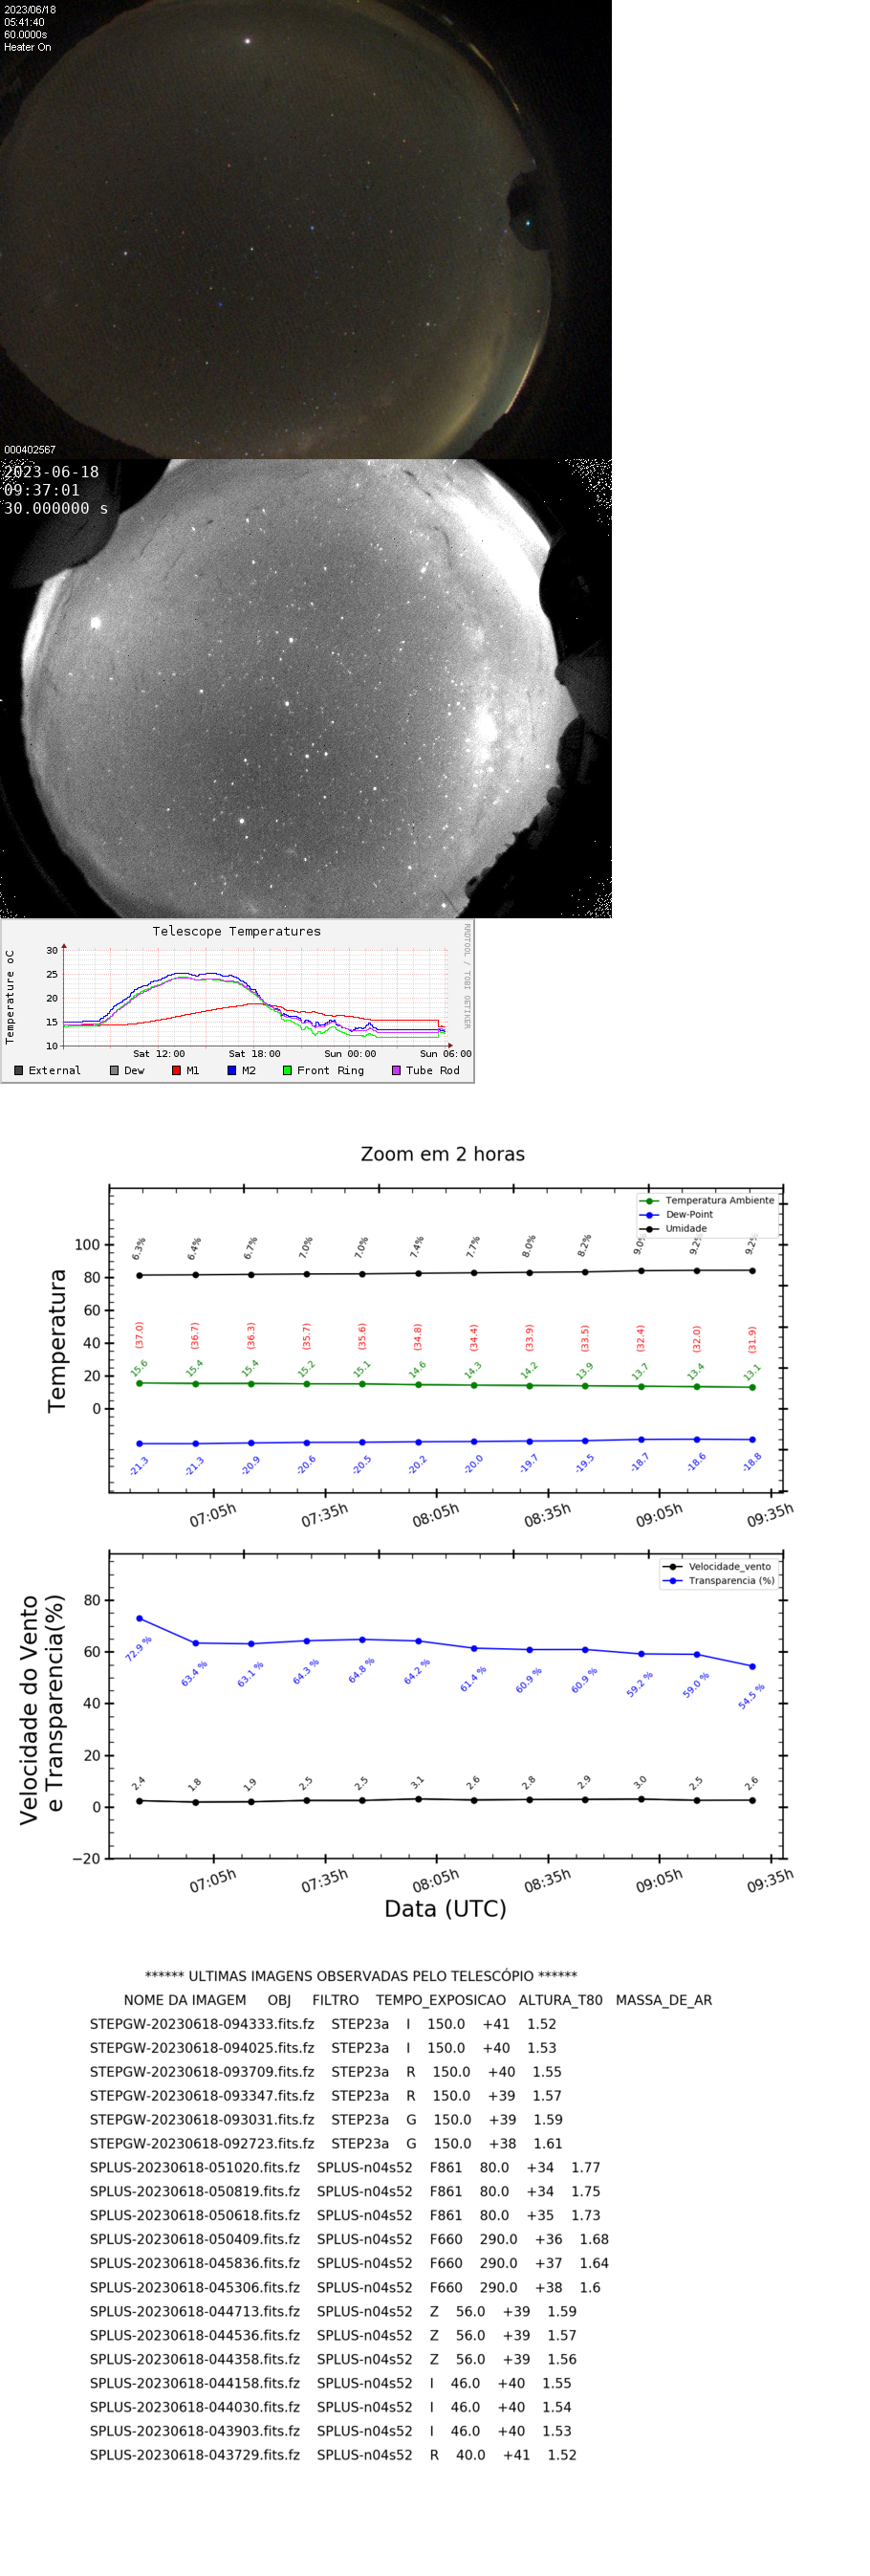 2023/06/18
05:41:40
60.0000s
Heater On
000402567
2023-06-18
09:37:01
30.000000 s
Telescope Temperatures
RRDTOOL / TOBI OETIKER
Temperature oC
30
25
20
15
10
Sat 12:00 Sat 18:00 Sun 00:00 Sun 06:00
External Dew M1 M2 Front Ring Tube Rod
Zoom em 2 horas
Temperatura Ambiente
Dew-Point
Umidade
Temperatura
100
80
60
40
20
0
6.3% 6.4% 6.7% 7.0% 7.0% 7.4% 7.7% 8.0% 8.2% 9.0% 9.2% 9.2%
(37.0) (36.7) (36.3) (35.7) (35.6) (34.8) (34.4) (33.9) (33.5) (32.4) (32.0) (31.9)
15.6 15.4 15.4 15.2 15.1 14.6 14.3 14.2 13.9 13.7 13.4 13.1
-21.3 -21.3 -20.9 -20.6 -20.5 -20.2 -20.0 -19.7 -19.5 -18.7 -18.6 -18.8
07:05h 07:35h 08:05h 08:35h 09:05h 09:35h
Velocidade_vento
Transparencia (%)
Velocidade do Vento
e Transparencia(%)
80
60
40
20
0
−20
72.9 % 63.4 % 63.1 % 64.3 % 64.8 % 64.2 % 61.4 % 60.9 % 60.9 % 59.2 % 59.0 % 54.5 %
2.4 1.8 1.9 2.5 2.5 3.1 2.6 2.8 2.9 3.0 2.5 2.6
07:05h 07:35h 08:05h 08:35h 09:05h 09:35h
Data (UTC)
****** ULTIMAS IMAGENS OBSERVADAS PELO TELESCÓPIO ******
NOME DA IMAGEM OBJ FILTRO TEMPO_EXPOSICAO ALTURA_T80 MASSA_DE_AR
STEPGW-20230618-094333.fits.fz STEP23a I 150.0 +41 1.52
STEPGW-20230618-094025.fits.fz STEP23a I 150.0 +40 1.53
STEPGW-20230618-093709.fits.fz STEP23a R 150.0 +40 1.55
STEPGW-20230618-093347.fits.fz STEP23a R 150.0 +39 1.57
STEPGW-20230618-093031.fits.fz STEP23a G 150.0 +39 1.59
STEPGW-20230618-092723.fits.fz STEP23a G 150.0 +38 1.61
SPLUS-20230618-051020.fits.fz SPLUS-n04s52 F861 80.0 +34 1.77
SPLUS-20230618-050819.fits.fz SPLUS-n04s52 F861 80.0 +34 1.75
SPLUS-20230618-050618.fits.fz SPLUS-n04s52 F861 80.0 +35 1.73
SPLUS-20230618-050409.fits.fz SPLUS-n04s52 F660 290.0 +36 1.68
SPLUS-20230618-045836.fits.fz SPLUS-n04s52 F660 290.0 +37 1.64
SPLUS-20230618-045306.fits.fz SPLUS-n04s52 F660 290.0 +38 1.6
SPLUS-20230618-044713.fits.fz SPLUS-n04s52 Z 56.0 +39 1.59
SPLUS-20230618-044536.fits.fz SPLUS-n04s52 Z 56.0 +39 1.57
SPLUS-20230618-044358.fits.fz SPLUS-n04s52 Z 56.0 +39 1.56
SPLUS-20230618-044158.fits.fz SPLUS-n04s52 I 46.0 +40 1.55
SPLUS-20230618-044030.fits.fz SPLUS-n04s52 I 46.0 +40 1.54
SPLUS-20230618-043903.fits.fz SPLUS-n04s52 I 46.0 +40 1.53
SPLUS-20230618-043729.fits.fz SPLUS-n04s52 R 40.0 +41 1.52